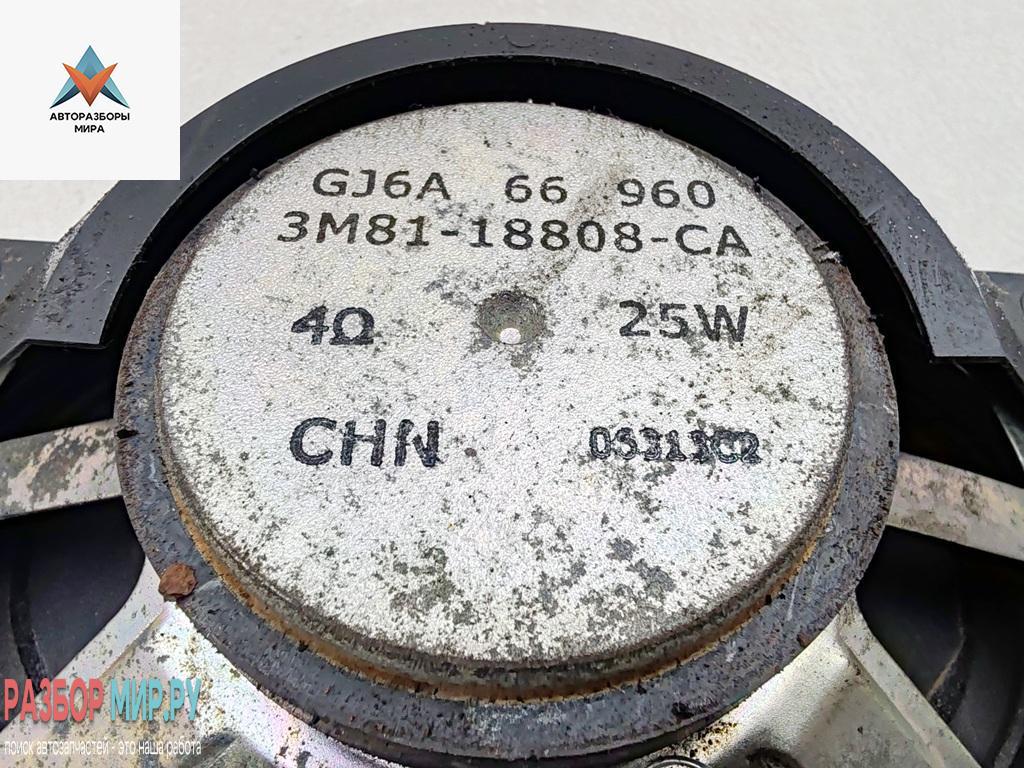 АВТОРАЗБОРЫ
МИРА
GJ6A 66 960
3M81-18808-CA
4Ω 25W
CHN 05313C2
РАЗБОР МИР.РУ
поиск автозапчастей - это наша работа